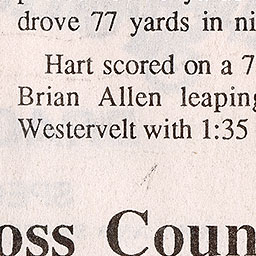 drove 77 yards in ni
Hart scored on a 7
Brian Allen leaping
Westervelt with 1:35
oss Coun